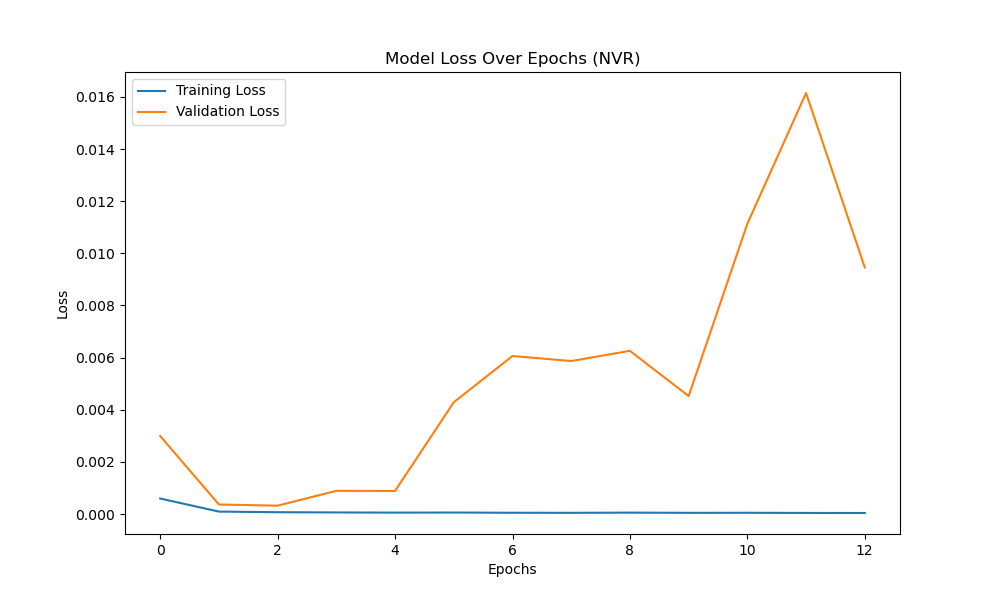 Model Loss Over Epochs (NVR)
Training Loss
Validation Loss
0.016
0.014
0.012
0.010
0.008
0.006
0.004
0.002
0.000
Loss
0 2 4 6 8 10 12
Epochs